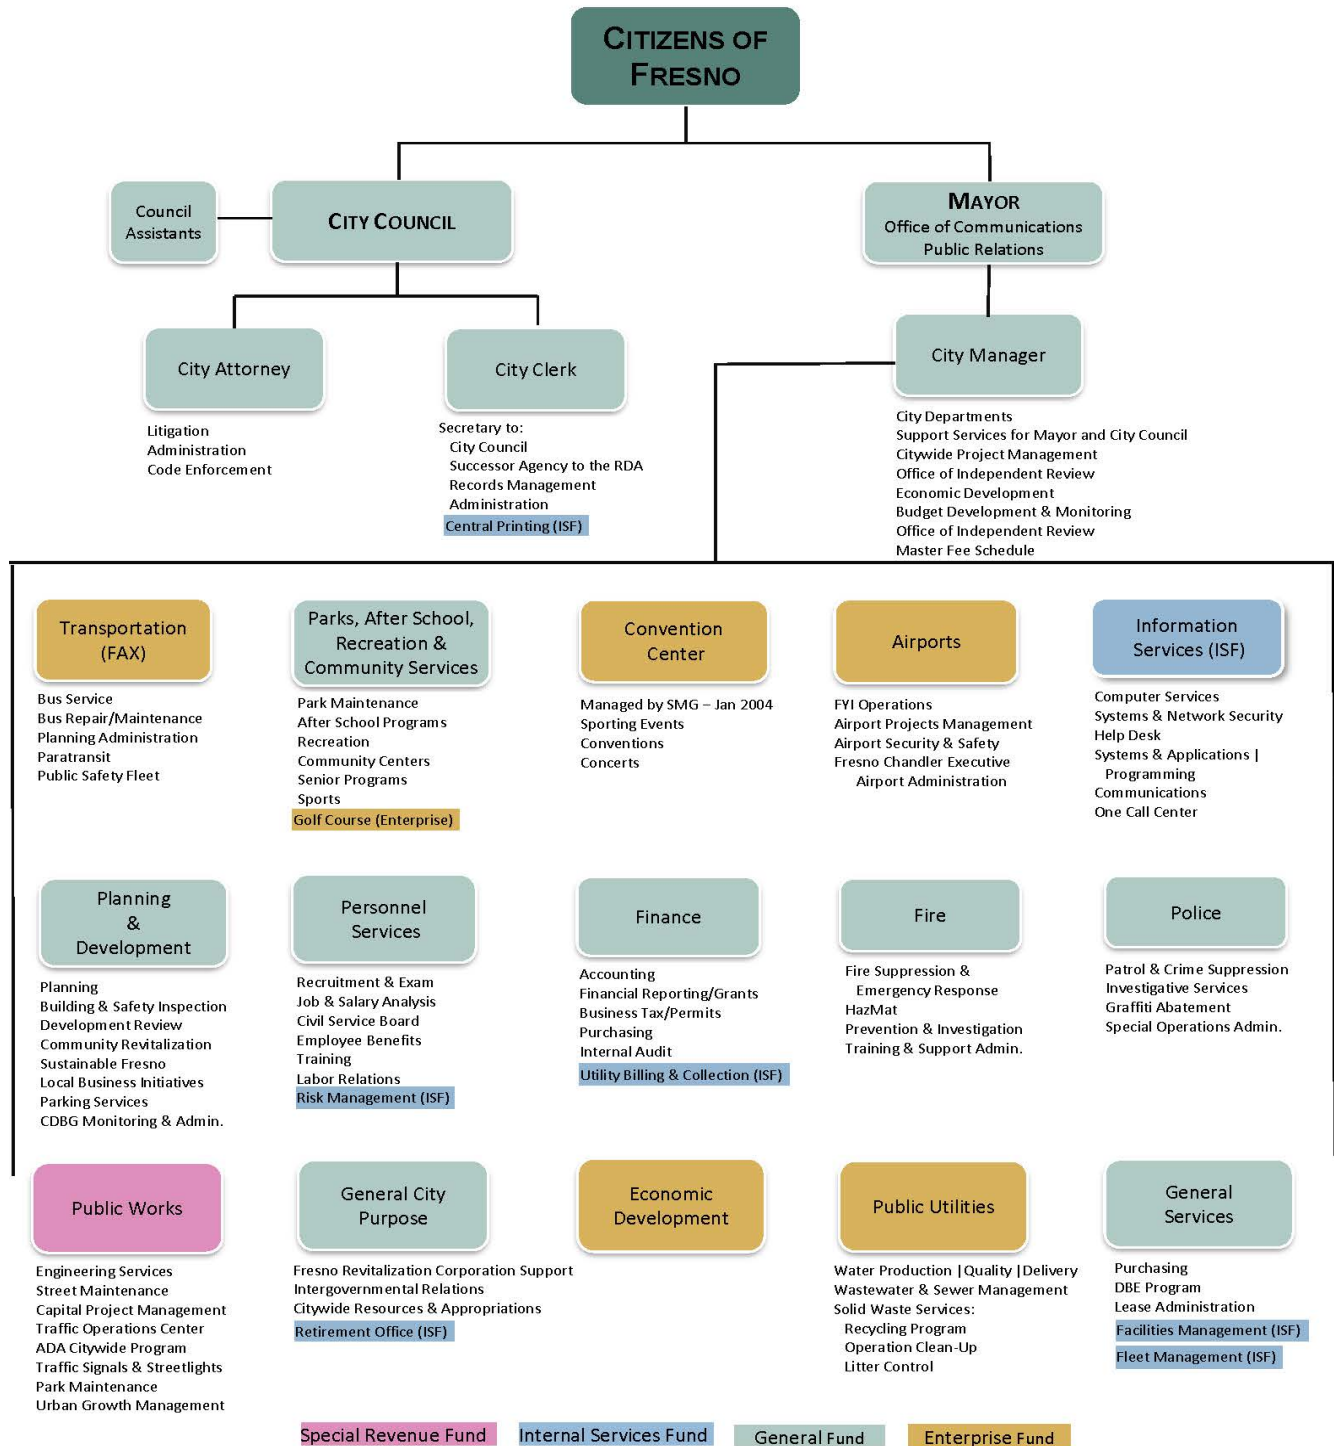 CITIZENS OF
FRESNO
Council
Assistants
CITY COUNCIL
MAYOR
Office of Communications
Public Relations
City Attorney
Litigation
Administration
Code Enforcement
City Clerk
Secretary to:
City Council
Successor Agency to the RDA
Records Management
Administration
Central Printing (ISF)
City Manager
City Departments
Support Services for Mayor and City Council
Citywide Project Management
Office of Independent Review
Economic Development
Budget Development & Monitoring
Office of Independent Review
Master Fee Schedule
Transportation
(FAX)
Bus Service
Bus Repair/Maintenance
Planning Administration
Paratransit
Public Safety Fleet
Parks, After School,
Recreation &
Community Services
Park Maintenance
After School Programs
Recreation
Community Centers
Senior Programs
Sports
Golf Course (Enterprise)
Convention
Center
Managed by SMG – Jan 2004
Sporting Events
Conventions
Concerts
Airports
FYI Operations
Airport Projects Management
Airport Security & Safety
Fresno Chandler Executive
Airport Administration
Information
Services (ISF)
Computer Services
Systems & Network Security
Help Desk
Systems & Applications |
Programming
Communications
One Call Center
Planning
&
Development
Planning
Building & Safety Inspection
Development Review
Community Revitalization
Sustainable Fresno
Local Business Initiatives
Parking Services
CDBG Monitoring & Admin.
Personnel
Services
Recruitment & Exam
Job & Salary Analysis
Civil Service Board
Employee Benefits
Training
Labor Relations
Risk Management (ISF)
Finance
Accounting
Financial Reporting/Grants
Business Tax/Permits
Purchasing
Internal Audit
Utility Billing & Collection (ISF)
Fire
Fire Suppression &
Emergency Response
HazMat
Prevention & Investigation
Training & Support Admin.
Police
Patrol & Crime Suppression
Investigative Services
Graffiti Abatement
Special Operations Admin.
Public Works
Engineering Services
Street Maintenance
Capital Project Management
Traffic Operations Center
ADA Citywide Program
Traffic Signals & Streetlights
Park Maintenance
Urban Growth Management
General City
Purpose
Fresno Revitalization Corporation Support
Intergovernmental Relations
Citywide Resources & Appropriations
Retirement Office (ISF)
Economic
Development
Public Utilities
Water Production |Quality |Delivery
Wastewater & Sewer Management
Solid Waste Services:
Recycling Program
Operation Clean-Up
Litter Control
General
Services
Purchasing
DBE Program
Lease Administration
Facilities Management (ISF)
Fleet Management (ISF)
Special Revenue Fund
Internal Services Fund
General Fund
Enterprise Fund